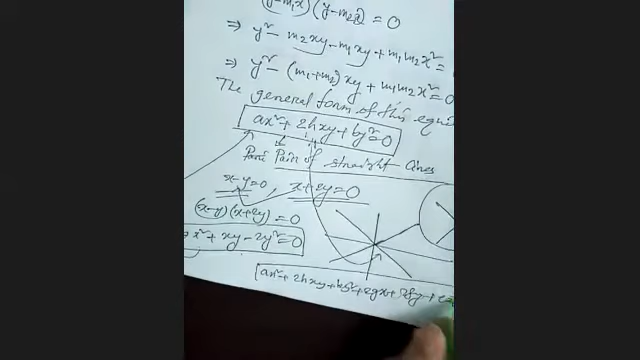 (y-m₁x) (y-m₂x) = 0
⇒ y² - m₂xy - m₁xy + m₁m₂x² =
⇒ y² - (m₁+m₂) xy + m₁m₂x² = 0
The general form of this equ
ax² + 2hxy + by² = 0
Pair of straight lines
x-y=0 x+2y=0
(x-y) (x+2y) = 0
x² + xy - 2y² = 0
ax² + 2hxy + by² + 2gx + 2fy +